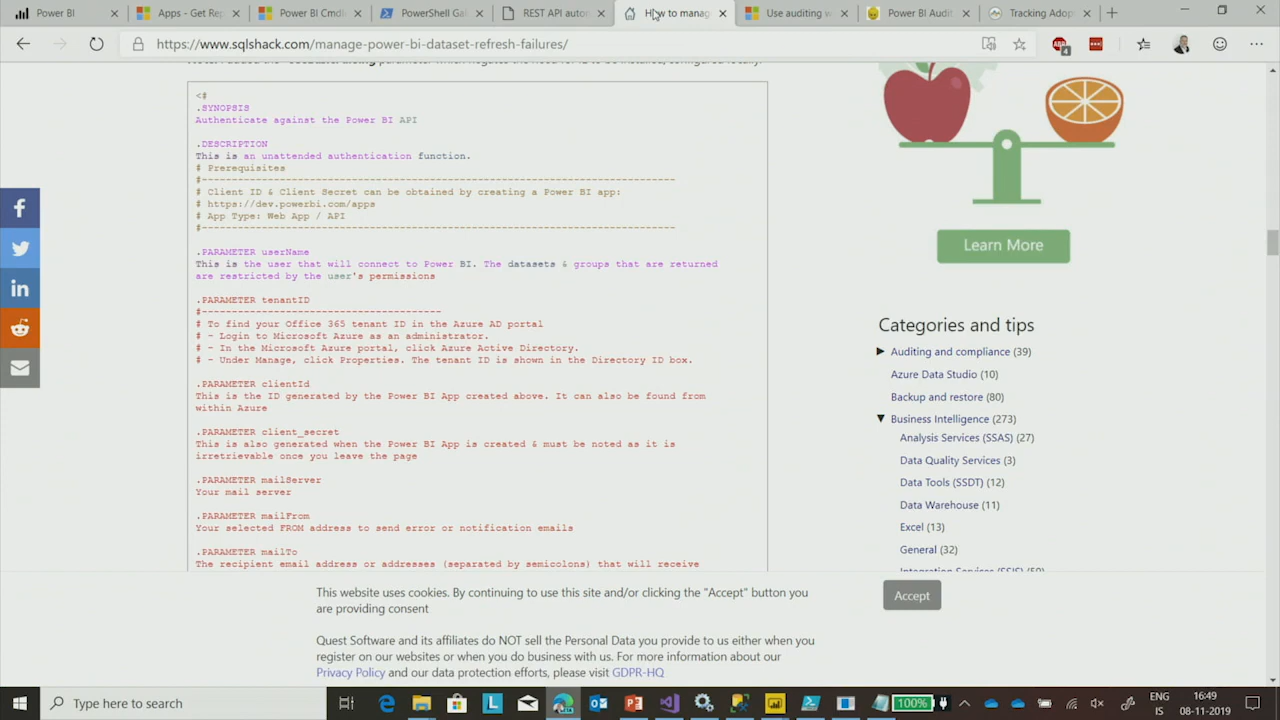 Power BI
Apps - Get Rep
Power BI Cmdl
PowerShell Gal
REST API auton
How to manag
Use auditing w
Power BI Audit
Tracking Adop
https://www.sqlshack.com/manage-power-bi-dataset-refresh-failures/
4
<#
.SYNOPSIS
Authenticate against the Power BI API
.DESCRIPTION
This is an unattended authentication function.
# Prerequisites
#---------------------------------------------------------------
# Client ID & Client Secret can be obtained by creating a Power BI app:
# https://dev.powerbi.com/apps
# App Type: Web App / API
#---------------------------------------------------------------
.PARAMETER userName
This is the user that will connect to Power BI. The datasets & groups that are returned
are restricted by the user's permissions
.PARAMETER tenantID
#---------------------------------------
# To find your Office 365 tenant ID in the Azure AD portal
# - Login to Microsoft Azure as an administrator.
# - In the Microsoft Azure portal, click Azure Active Directory.
# - Under Manage, click Properties. The tenant ID is shown in the Directory ID box.
.PARAMETER clientId
This is the ID generated by the Power BI App created above. It can also be found from
within Azure
.PARAMETER client_secret
This is also generated when the Power BI App is created & must be noted as it is
irretrievable once you leave the page
.PARAMETER mailServer
Your mail server
.PARAMETER mailFrom
Your selected FROM address to send error or notification emails
.PARAMETER mailTo
The recipient email address or addresses (separated by semicolons) that will receive
Learn More
Categories and tips
Auditing and compliance (39)
Azure Data Studio (10)
Backup and restore (80)
Business Intelligence (273)
Analysis Services (SSAS) (27)
Data Quality Services (3)
Data Tools (SSDT) (12)
Data Warehouse (11)
Excel (13)
General (32)
Integration Services (SSIS) (50)
This website uses cookies. By continuing to use this site and/or clicking the "Accept" button you
are providing consent
Quest Software and its affiliates do NOT sell the Personal Data you provide to us either when you
register on our websites or when you do business with us. For more information about our
Privacy Policy and our data protection efforts, please visit GDPR-HQ
Accept
Type here to search
100%
ENG
IS
16:49
08-11-2019